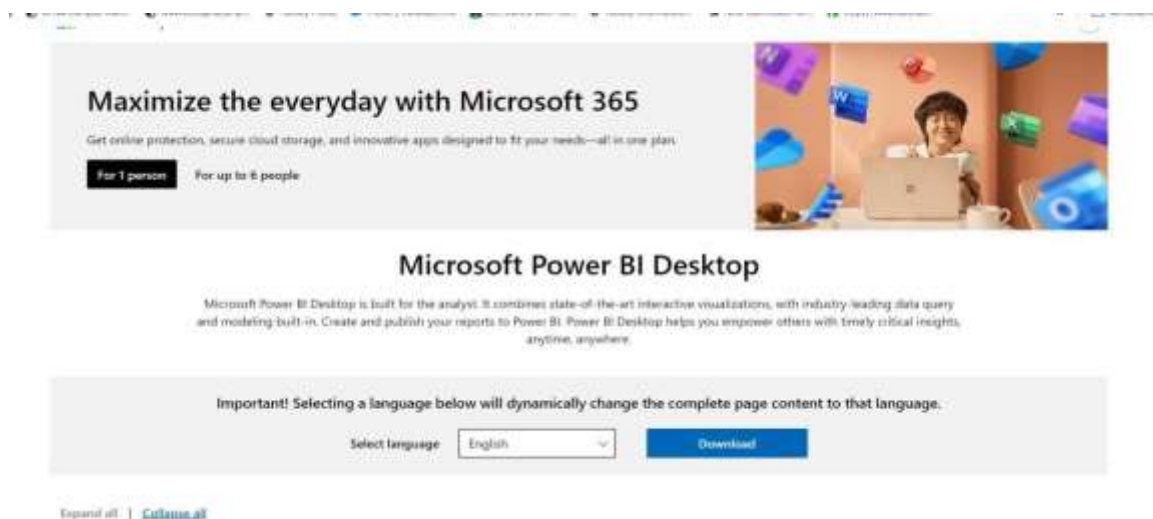 Maximize the everyday with Microsoft 365
Get online protection, secure cloud storage, and innovative apps designed to fit your needs—all in one plan.
For 1 person For up to 6 people
Microsoft Power BI Desktop
Microsoft Power BI Desktop is built for the analyst. It combines state-of-the-art interactive visualizations, with industry-leading data query
and modeling built-in. Create and publish your reports to Power BI. Power BI Desktop helps you empower others with timely critical insights,
anytime, anywhere.
Important! Selecting a language below will dynamically change the complete page content to that language.
Select language English Download
Expand all | Collapse all